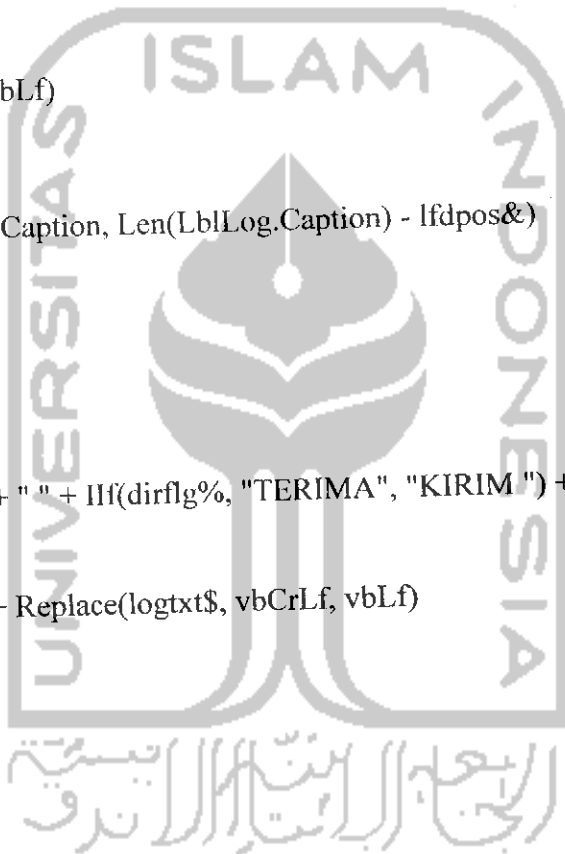 ISLAM
bLf)
Caption, Len(LblLog.Caption) - lfdpos&)
+ " " + IIf(dirflg%, "TERIMA", "KIRIM ") +
- Replace(logtxt$, vbCrLf, vbLf)
UNIVERSITAS
INDONESIA